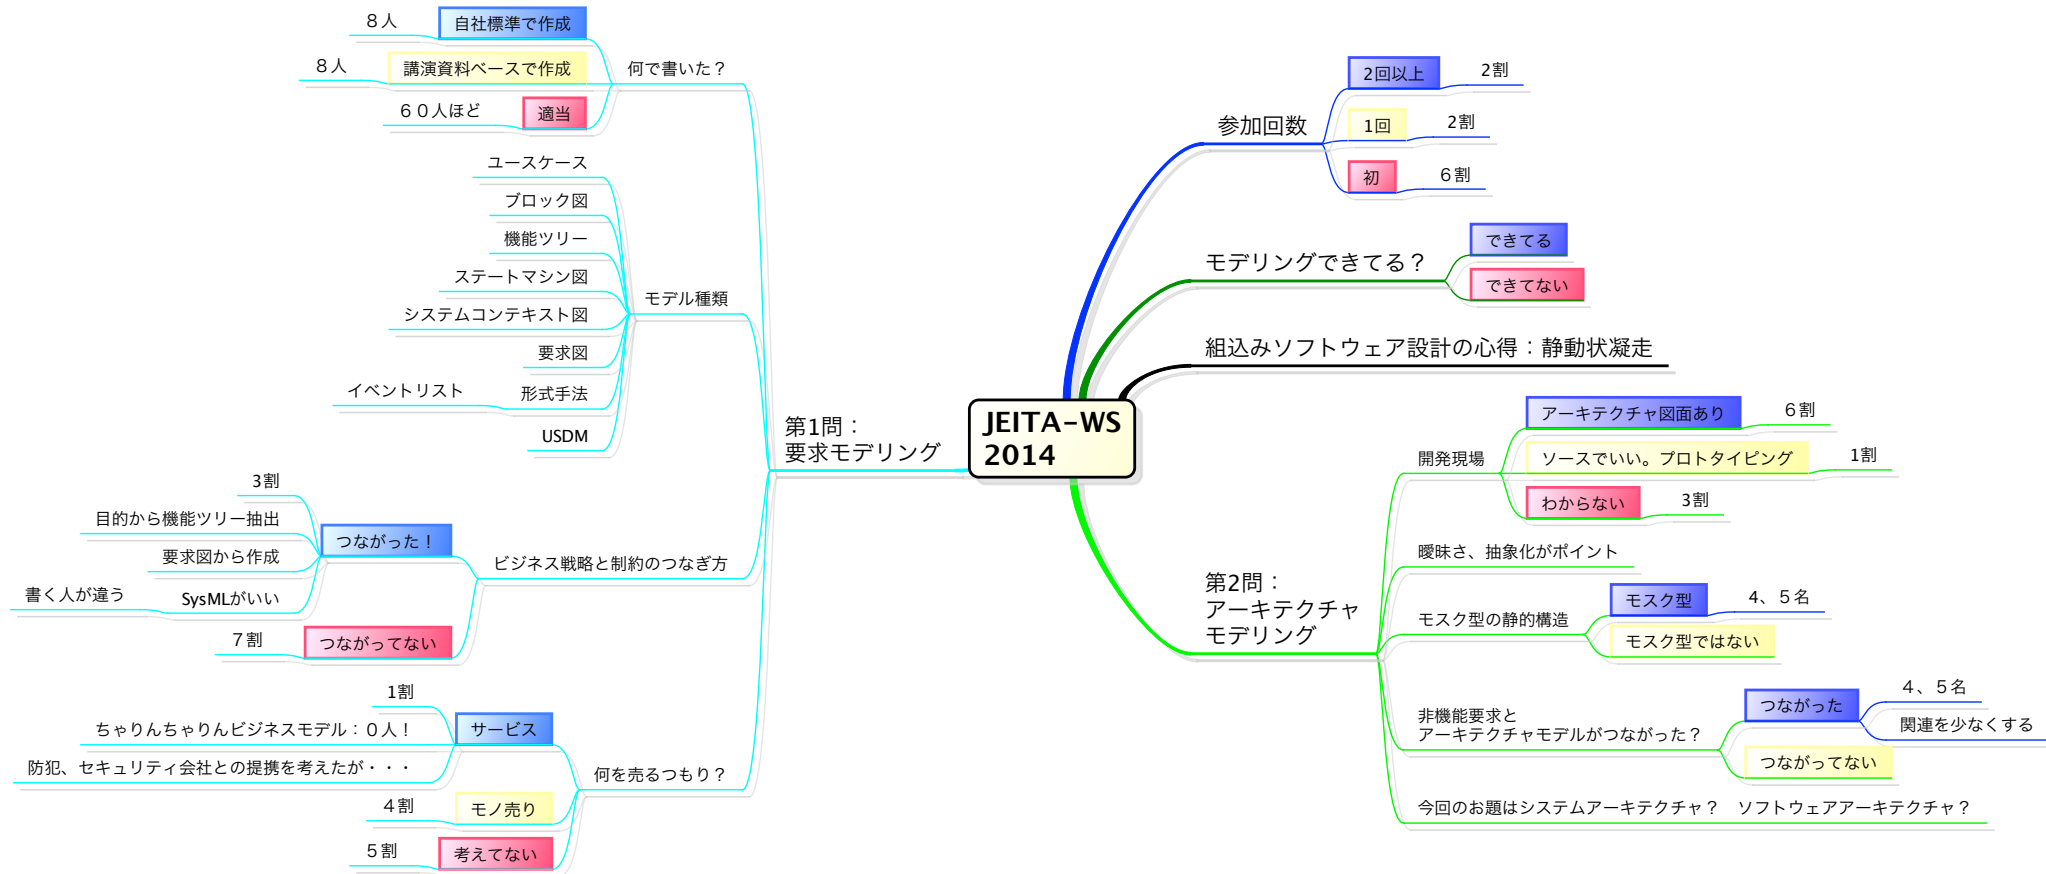 JEITA-WS
2014
参加回数
2回以上
2割
1回
2割
初
６割
モデリングできてる？
できてる
できてない
組込みソフトウェア設計の心得：静動状凝走
第2問：
アーキテクチャ
モデリング
開発現場
アーキテクチャ図面あり
６割
ソースでいい。プロトタイピング
1割
わからない
3割
曖昧さ、抽象化がポイント
モスク型の静的構造
モスク型
4、５名
モスク型ではない
非機能要求と
アーキテクチャモデルがつながった？
つながった
４、５名
関連を少なくする
つながってない
今回のお題はシステムアーキテクチャ？　ソフトウェアアーキテクチャ？
第1問：
要求モデリング
何で書いた？
自社標準で作成
８人
講演資料ベースで作成
８人
適当
６０人ほど
モデル種類
ユースケース
ブロック図
機能ツリー
ステートマシン図
システムコンテキスト図
要求図
形式手法
イベントリスト
USDM
ビジネス戦略と制約のつなぎ方
つながった！
3割
目的から機能ツリー抽出
要求図から作成
SysMLがいい
書く人が違う
つながってない
７割
何を売るつもり？
サービス
1割
ちゃりんちゃりんビジネスモデル：０人！
防犯、セキュリティ会社との提携を考えたが・・・
モノ売り
４割
考えてない
５割